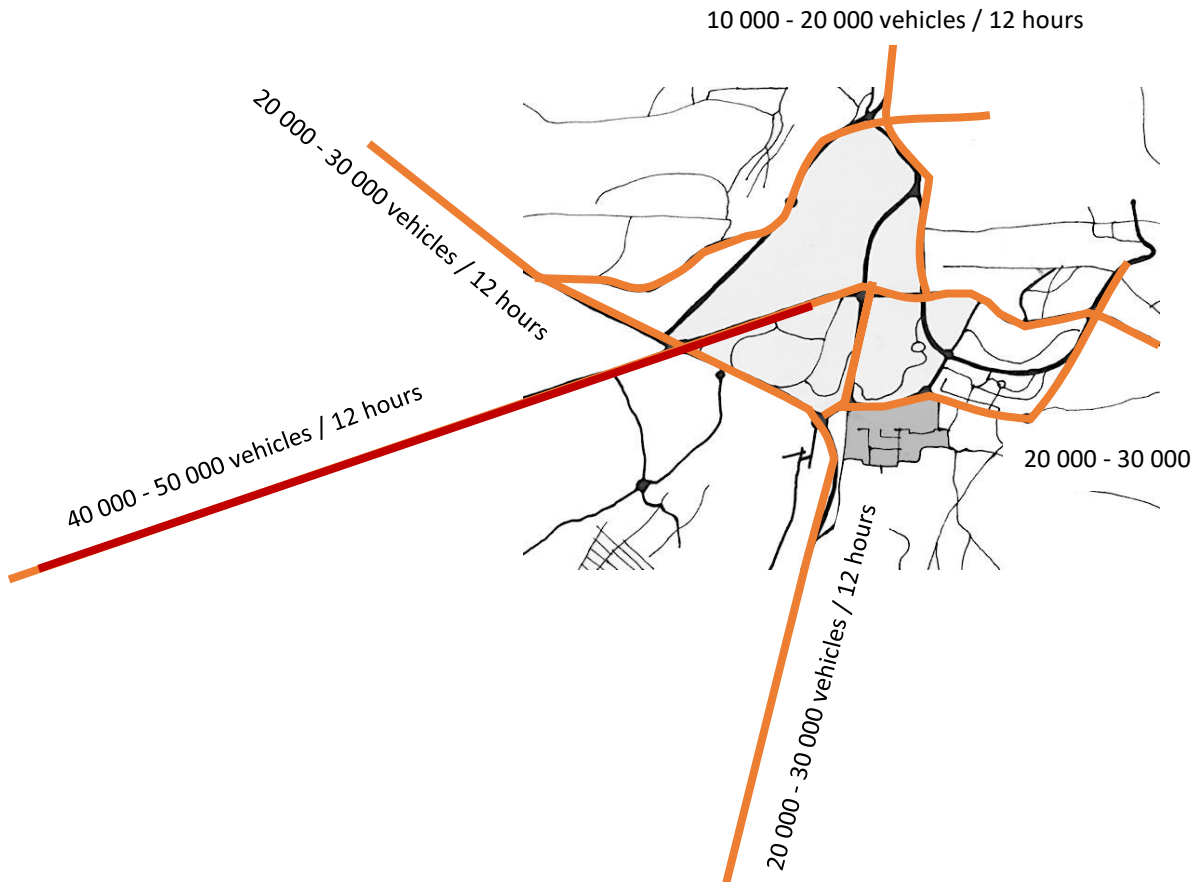 10 000 - 20 000 vehicles / 12 hours
20 000 - 30 000 vehicles / 12 hours
40 000 - 50 000 vehicles / 12 hours
20 000 - 30 000
20 000 - 30 000 vehicles / 12 hours